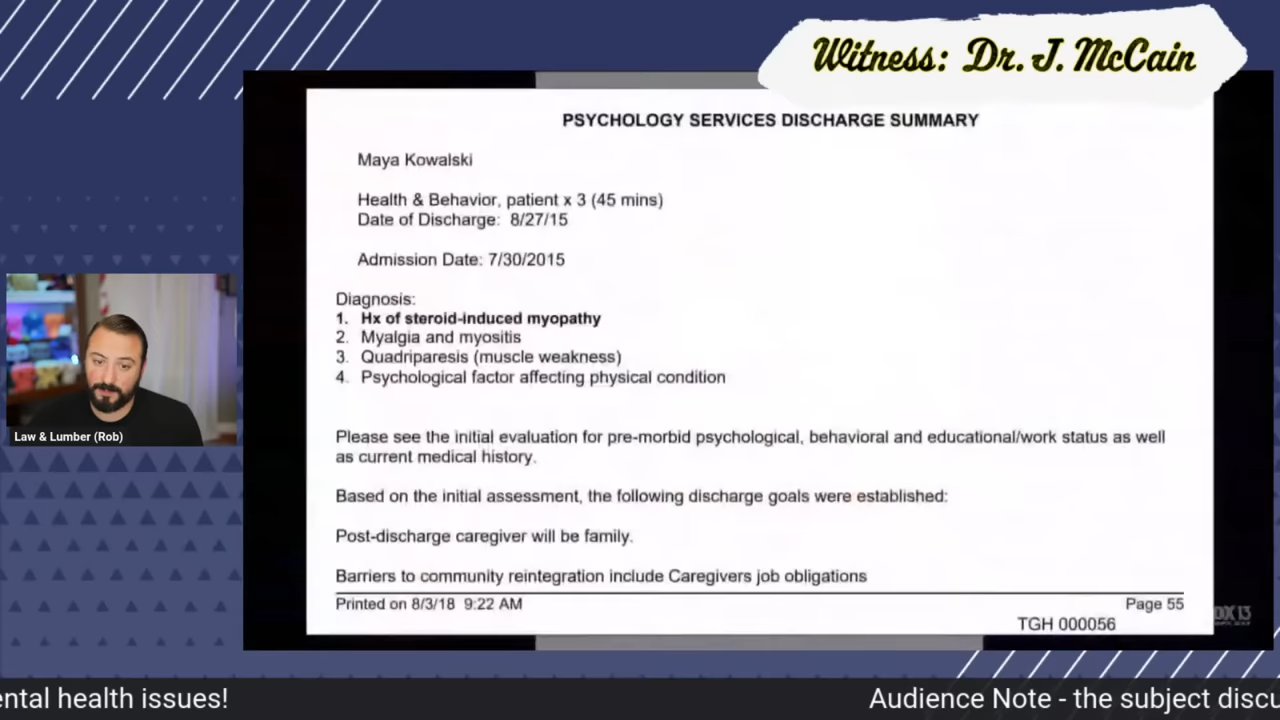 Witness: Dr. J. McCain
PSYCHOLOGY SERVICES DISCHARGE SUMMARY
Maya Kowalski
Health & Behavior, patient x 3 (45 mins)
Date of Discharge: 8/27/15
Admission Date: 7/30/2015
Diagnosis:
1. Hx of steroid-induced myopathy
2. Myalgia and myositis
3. Quadriparesis (muscle weakness)
4. Psychological factor affecting physical condition
Please see the initial evaluation for pre-morbid psychological, behavioral and educational/work status as well
as current medical history.
Based on the initial assessment, the following discharge goals were established:
Post-discharge caregiver will be family.
Barriers to community reintegration include Caregivers job obligations
Printed on 8/3/18 9:22 AM
Page 55
TGH 000056
Law & Lumber (Rob)
ental health issues!
Audience Note - the subject discu